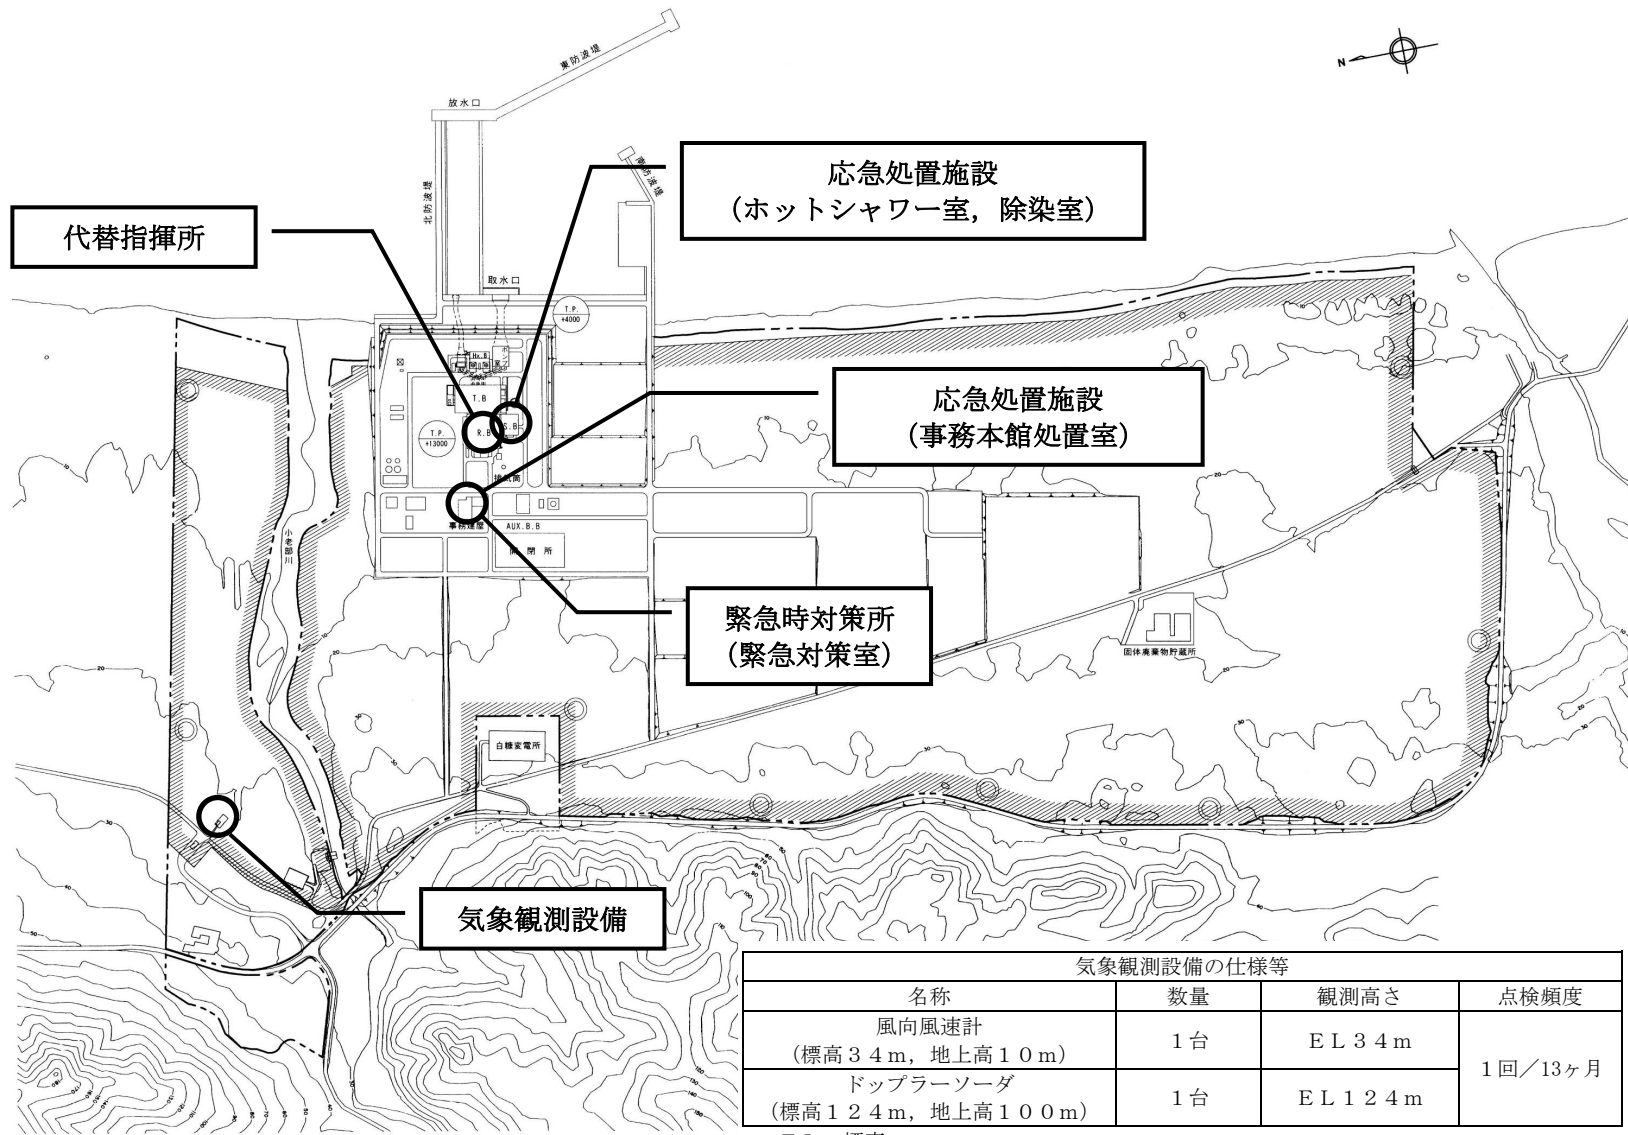 東防波堤
N
放水口
応急処置施設
（ホットシャワー室，除染室）
南防波堤
北防波堤
代替指揮所
取水口
T.P.
+4000
Hx.B
ポンプ室
T.B
応急処置施設
（事務本館処置室）
S.B
R.B
T.P.
+13000
排気筒
事務建屋
AUX.B.B
開閉所
小老部川
緊急時対策所
（緊急対策室）
固体廃棄物貯蔵所
白糠変電所
気象観測設備
気象観測設備の仕様等
名称 数量 観測高さ 点検頻度
風向風速計
（標高３４ｍ，地上高１０ｍ） １台 ＥＬ３４ｍ
１回／13ヶ月
ドップラーソーダ
（標高１２４ｍ，地上高１００ｍ） １台 ＥＬ１２４ｍ